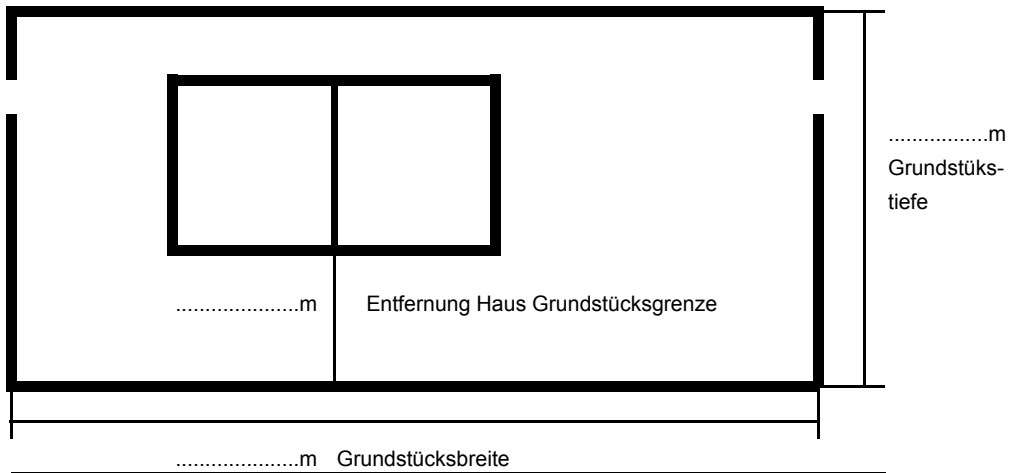 .................m
Grundstüks-
tiefe
.....................m Entfernung Haus Grundstücksgrenze
.....................m Grundstücksbreite